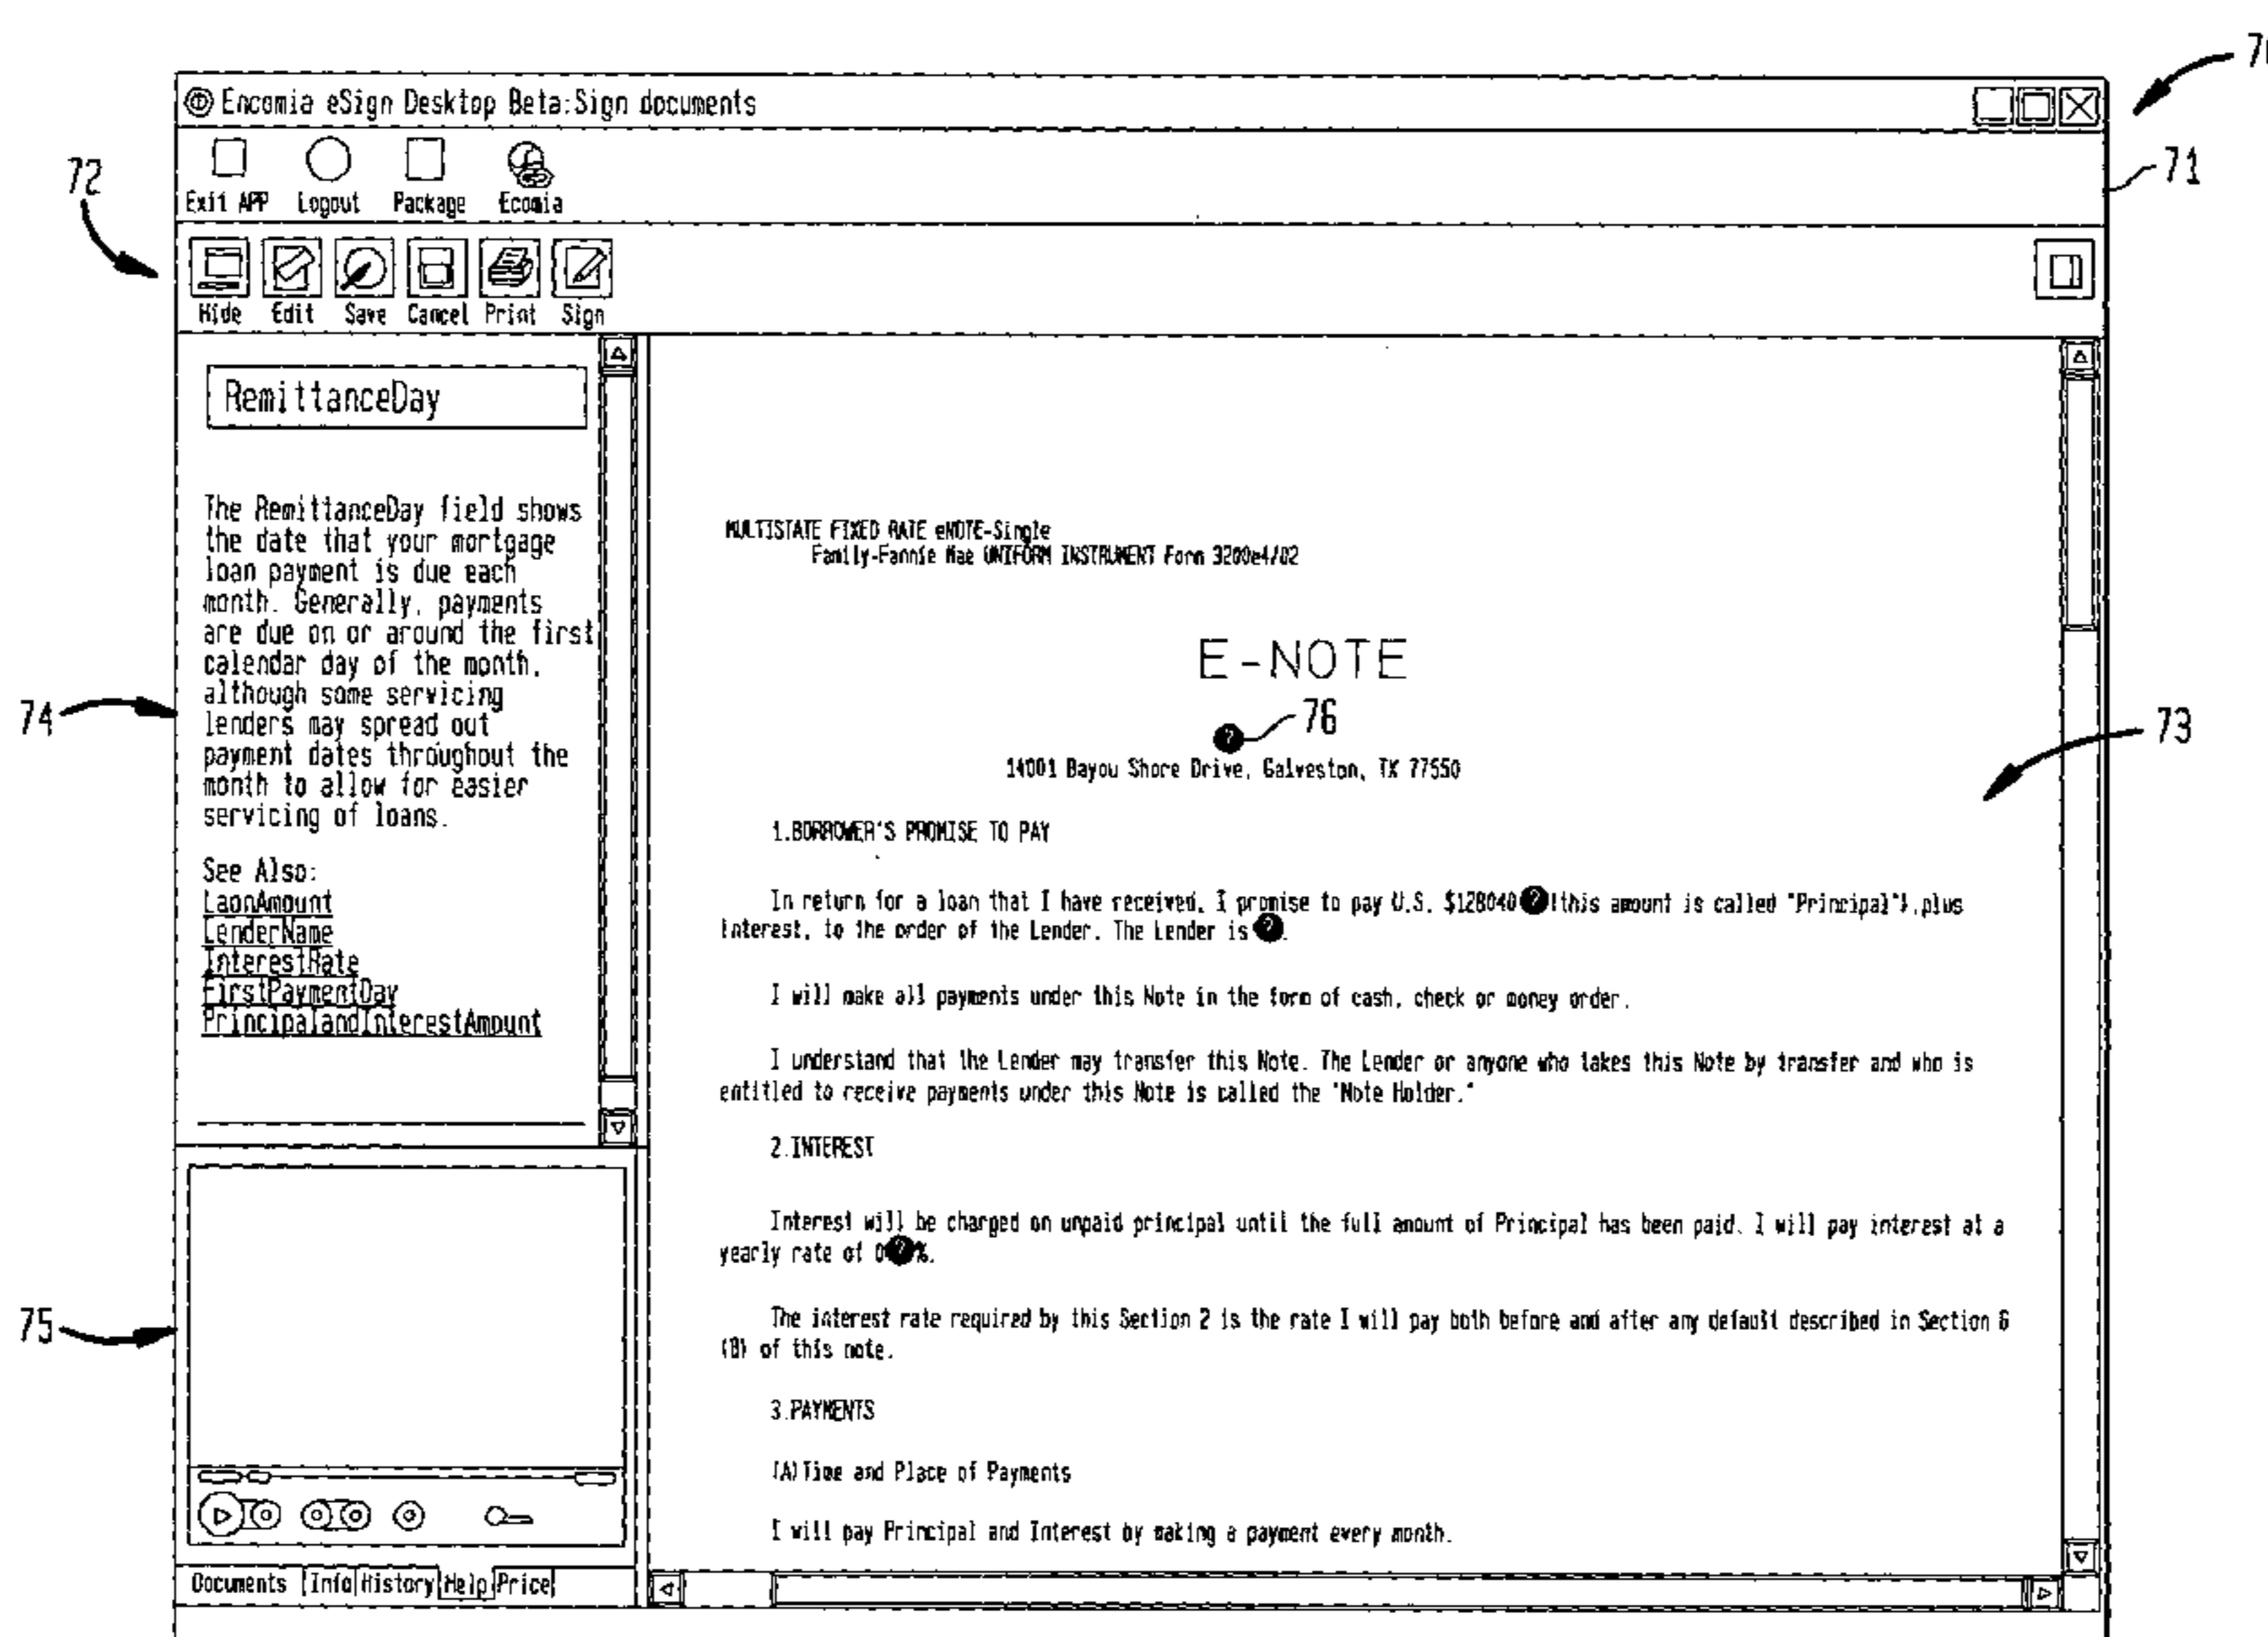 Encomia eSign Desktop Beta:Sign documents
71
72
Exit APP Logout Package Ecomia
Hide Edit Save Cancel Print Sign
RemittanceDay
The RemittanceDay field shows
the date that your mortgage
loan payment is due each
month. Generally, payments
are due on or around the first
calendar day of the month,
although some servicing
lenders may spread out
payment dates throughout the
month to allow for easier
servicing of loans.
See Also:
LaonAmount
LenderName
InterestRate
FirstPaymentDay
PrincipalandInterestAmount
74
75
Documents Info History Help Price
MULTISTATE FIXED RATE eNOTE-Single
Family-Fannie Mae UNIFORM INSTRUMENT Form 3200e4/02
E-NOTE
? 76
73
14001 Bayou Shore Drive, Galveston, TX 77550
1.BORROWER'S PROMISE TO PAY
In return for a loan that I have received, I promise to pay U.S. $128040 ? (this amount is called "Principal"), plus
interest, to the order of the Lender. The Lender is ?.
I will make all payments under this Note in the form of cash, check or money order.
I understand that the Lender may transfer this Note. The Lender or anyone who takes this Note by transfer and who is
entitled to receive payments under this Note is called the "Note Holder."
2.INTEREST
Interest will be charged on unpaid principal until the full amount of Principal has been paid. I will pay interest at a
yearly rate of 0 ? %.
The interest rate required by this Section 2 is the rate I will pay both before and after any default described in Section 6
(B) of this note.
3.PAYMENTS
(A)Time and Place of Payments
I will pay Principal and Interest by making a payment every month.